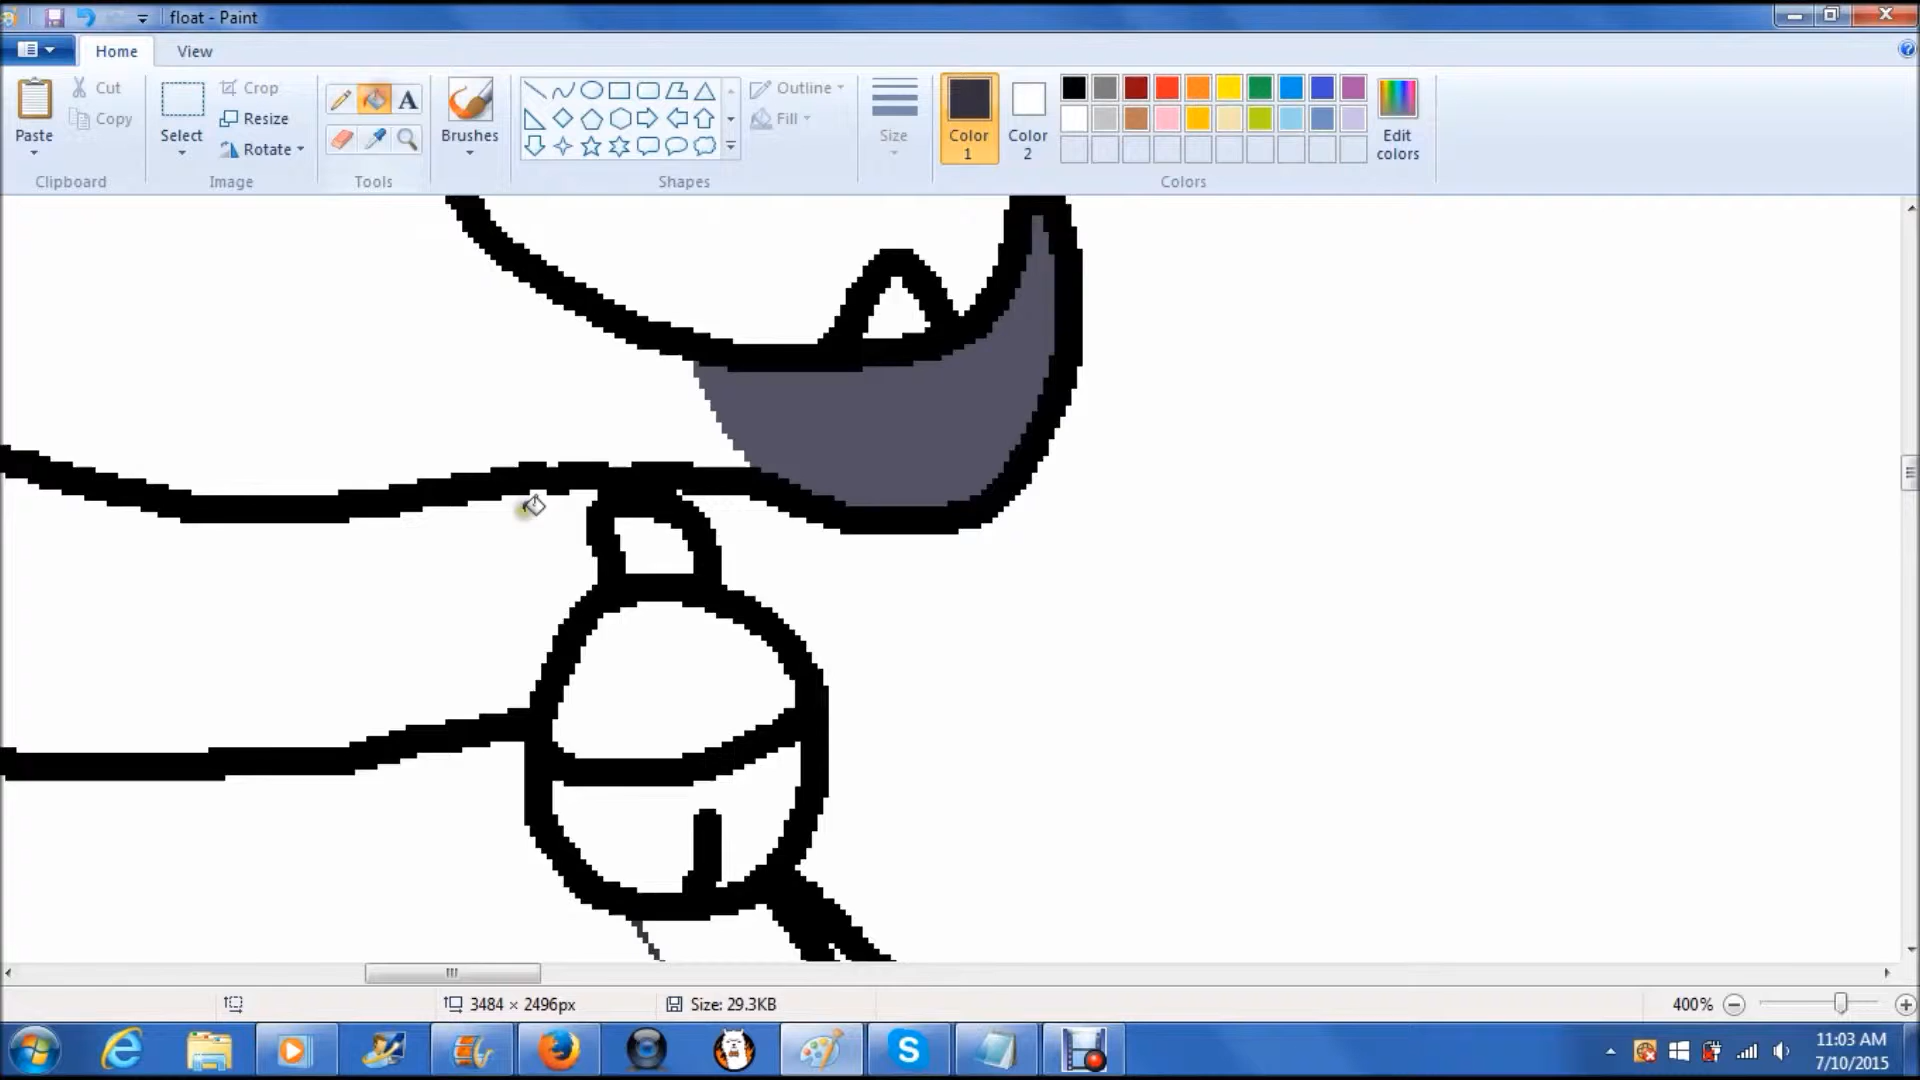 float - Paint
Home View
Paste
Cut
Copy
Clipboard
Select
Crop
Resize
Rotate
Image
A
Tools
Brushes
Outline
Fill
Shapes
Size
Color 1
Color 2
Edit colors
Colors
3484 × 2496px
Size: 29.3KB
400%
S
11:03 AM
7/10/2015